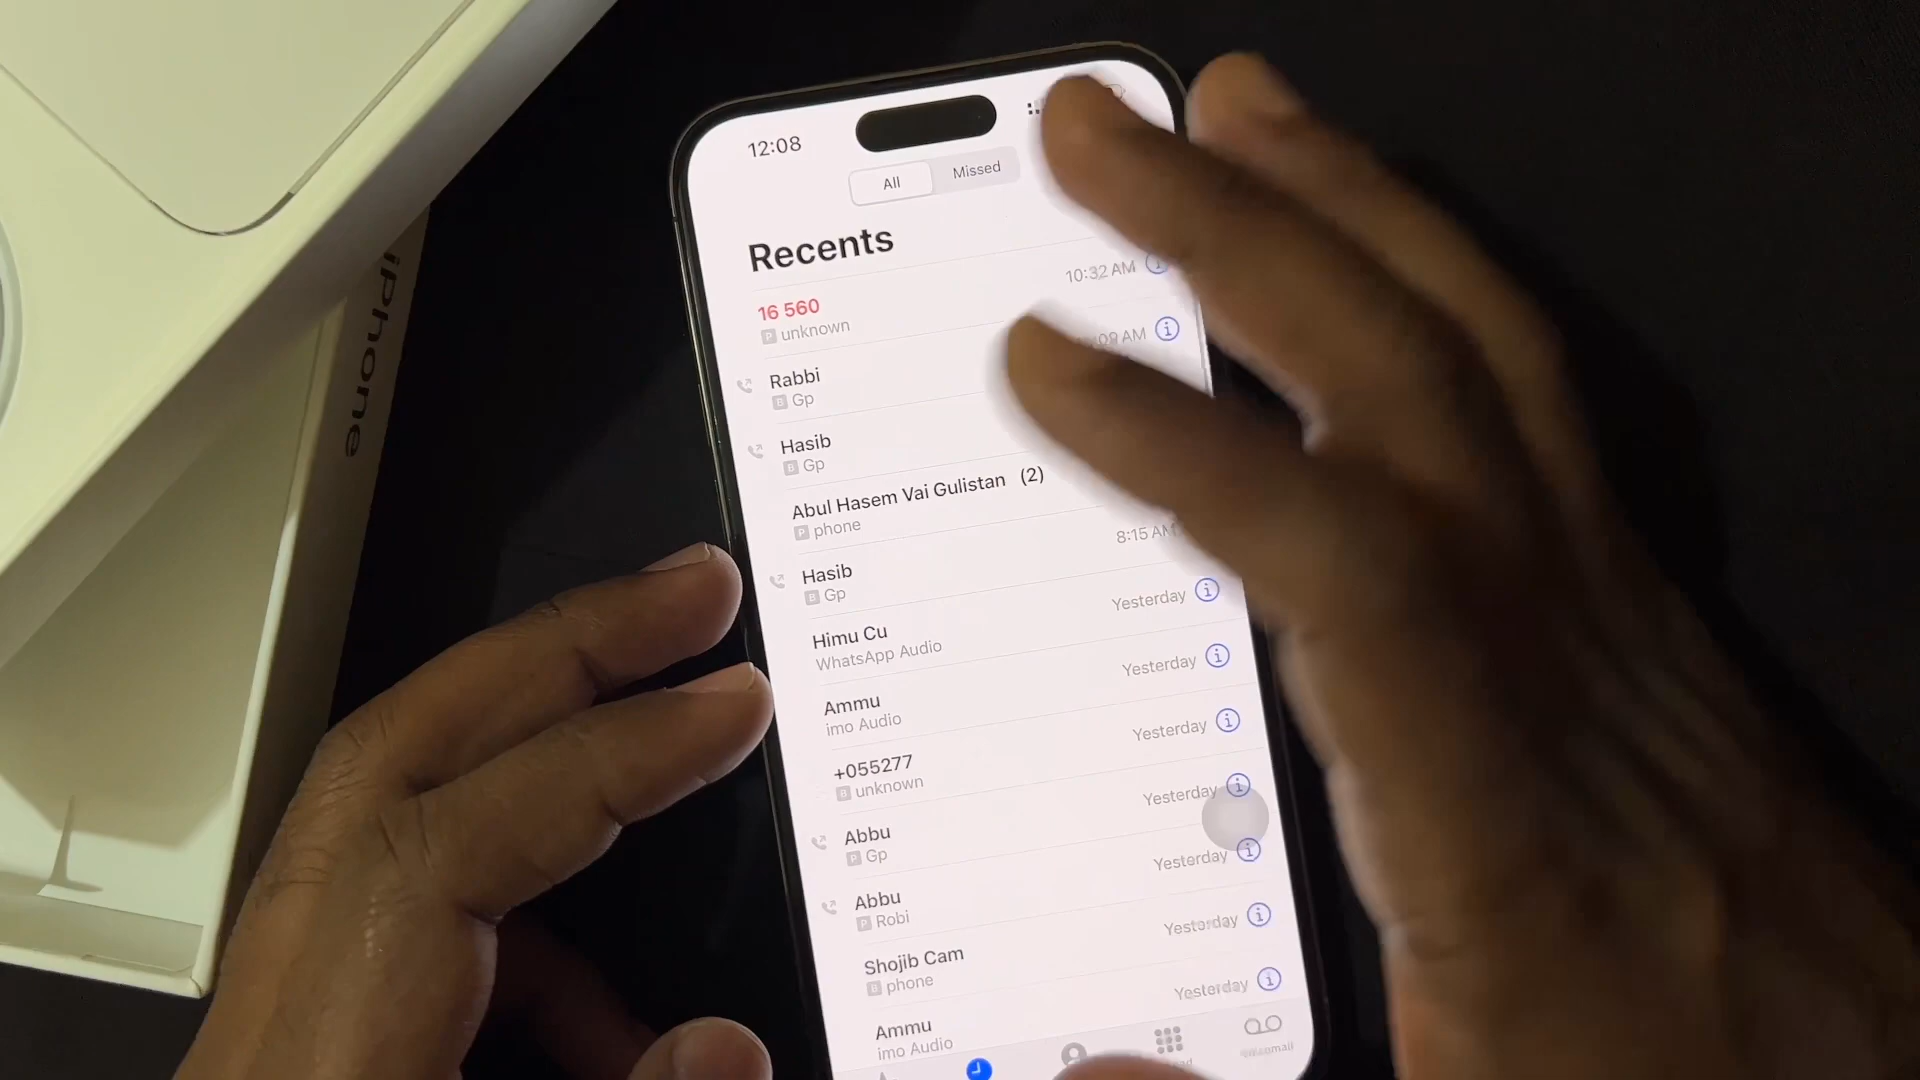 iPhone
12:08
All
Missed
Recents
16 560
P unknown
10:32 AM
Rabbi
B Gp
AM
Hasib
B Gp
Abul Hasem Vai Gulistan (2)
P phone
Hasib
B Gp
8:15 AM
Himu Cu
WhatsApp Audio
Yesterday
Ammu
imo Audio
Yesterday
+055277
B unknown
Yesterday
Abbu
P Gp
Yesterday
Abbu
P Robi
Yesterday
Shojib Cam
B phone
Yesterday
Ammu
imo Audio
Yesterday